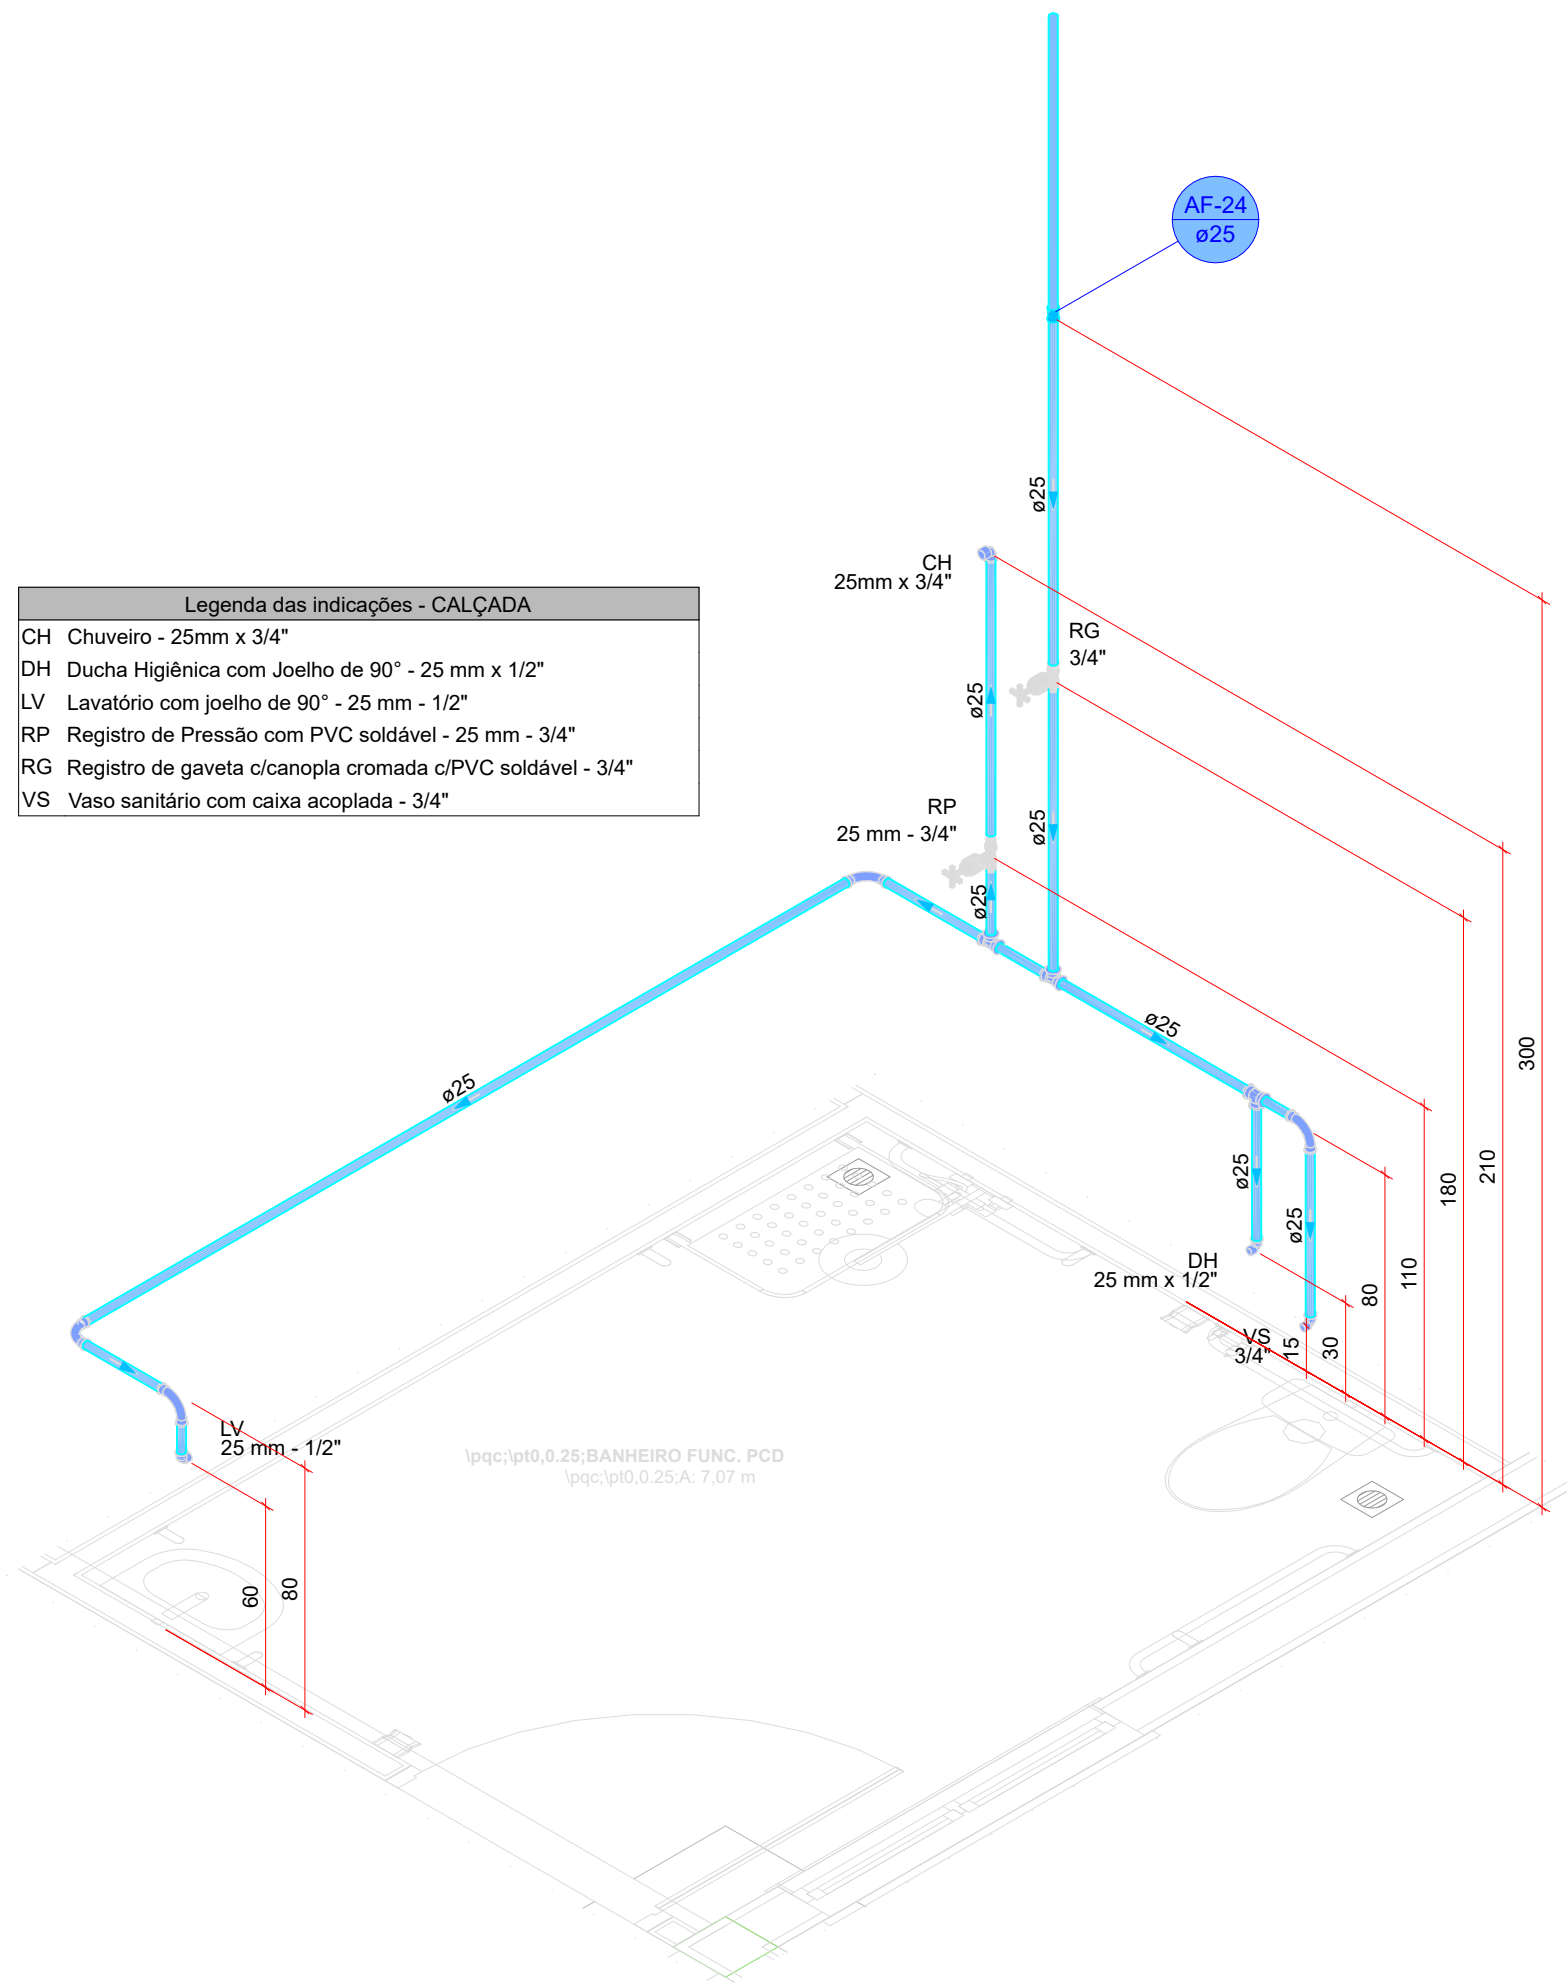 AF-24
ø25
ø25
CH
25mm x 3/4"
Legenda das indicações - CALÇADA
CH Chuveiro - 25mm x 3/4"
DH Ducha Higiênica com Joelho de 90° - 25 mm x 1/2"
LV Lavatório com joelho de 90° - 25 mm - 1/2"
RP Registro de Pressão com PVC soldável - 25 mm - 3/4"
RG Registro de gaveta c/canopla cromada c/PVC soldável - 3/4"
VS Vaso sanitário com caixa acoplada - 3/4"
RG
3/4"
ø25
RP
25 mm - 3/4"
ø25
ø25
ø25
ø25
300
ø25
ø25
180
210
DH
25 mm x 1/2"
110
80
VS
3/4"
15
30
LV
25 mm - 1/2"
\pqc;\pt0,0.25;BANHEIRO FUNC. PCD
\pqc;\pt0,0.25;A: 7,07 m
60
80